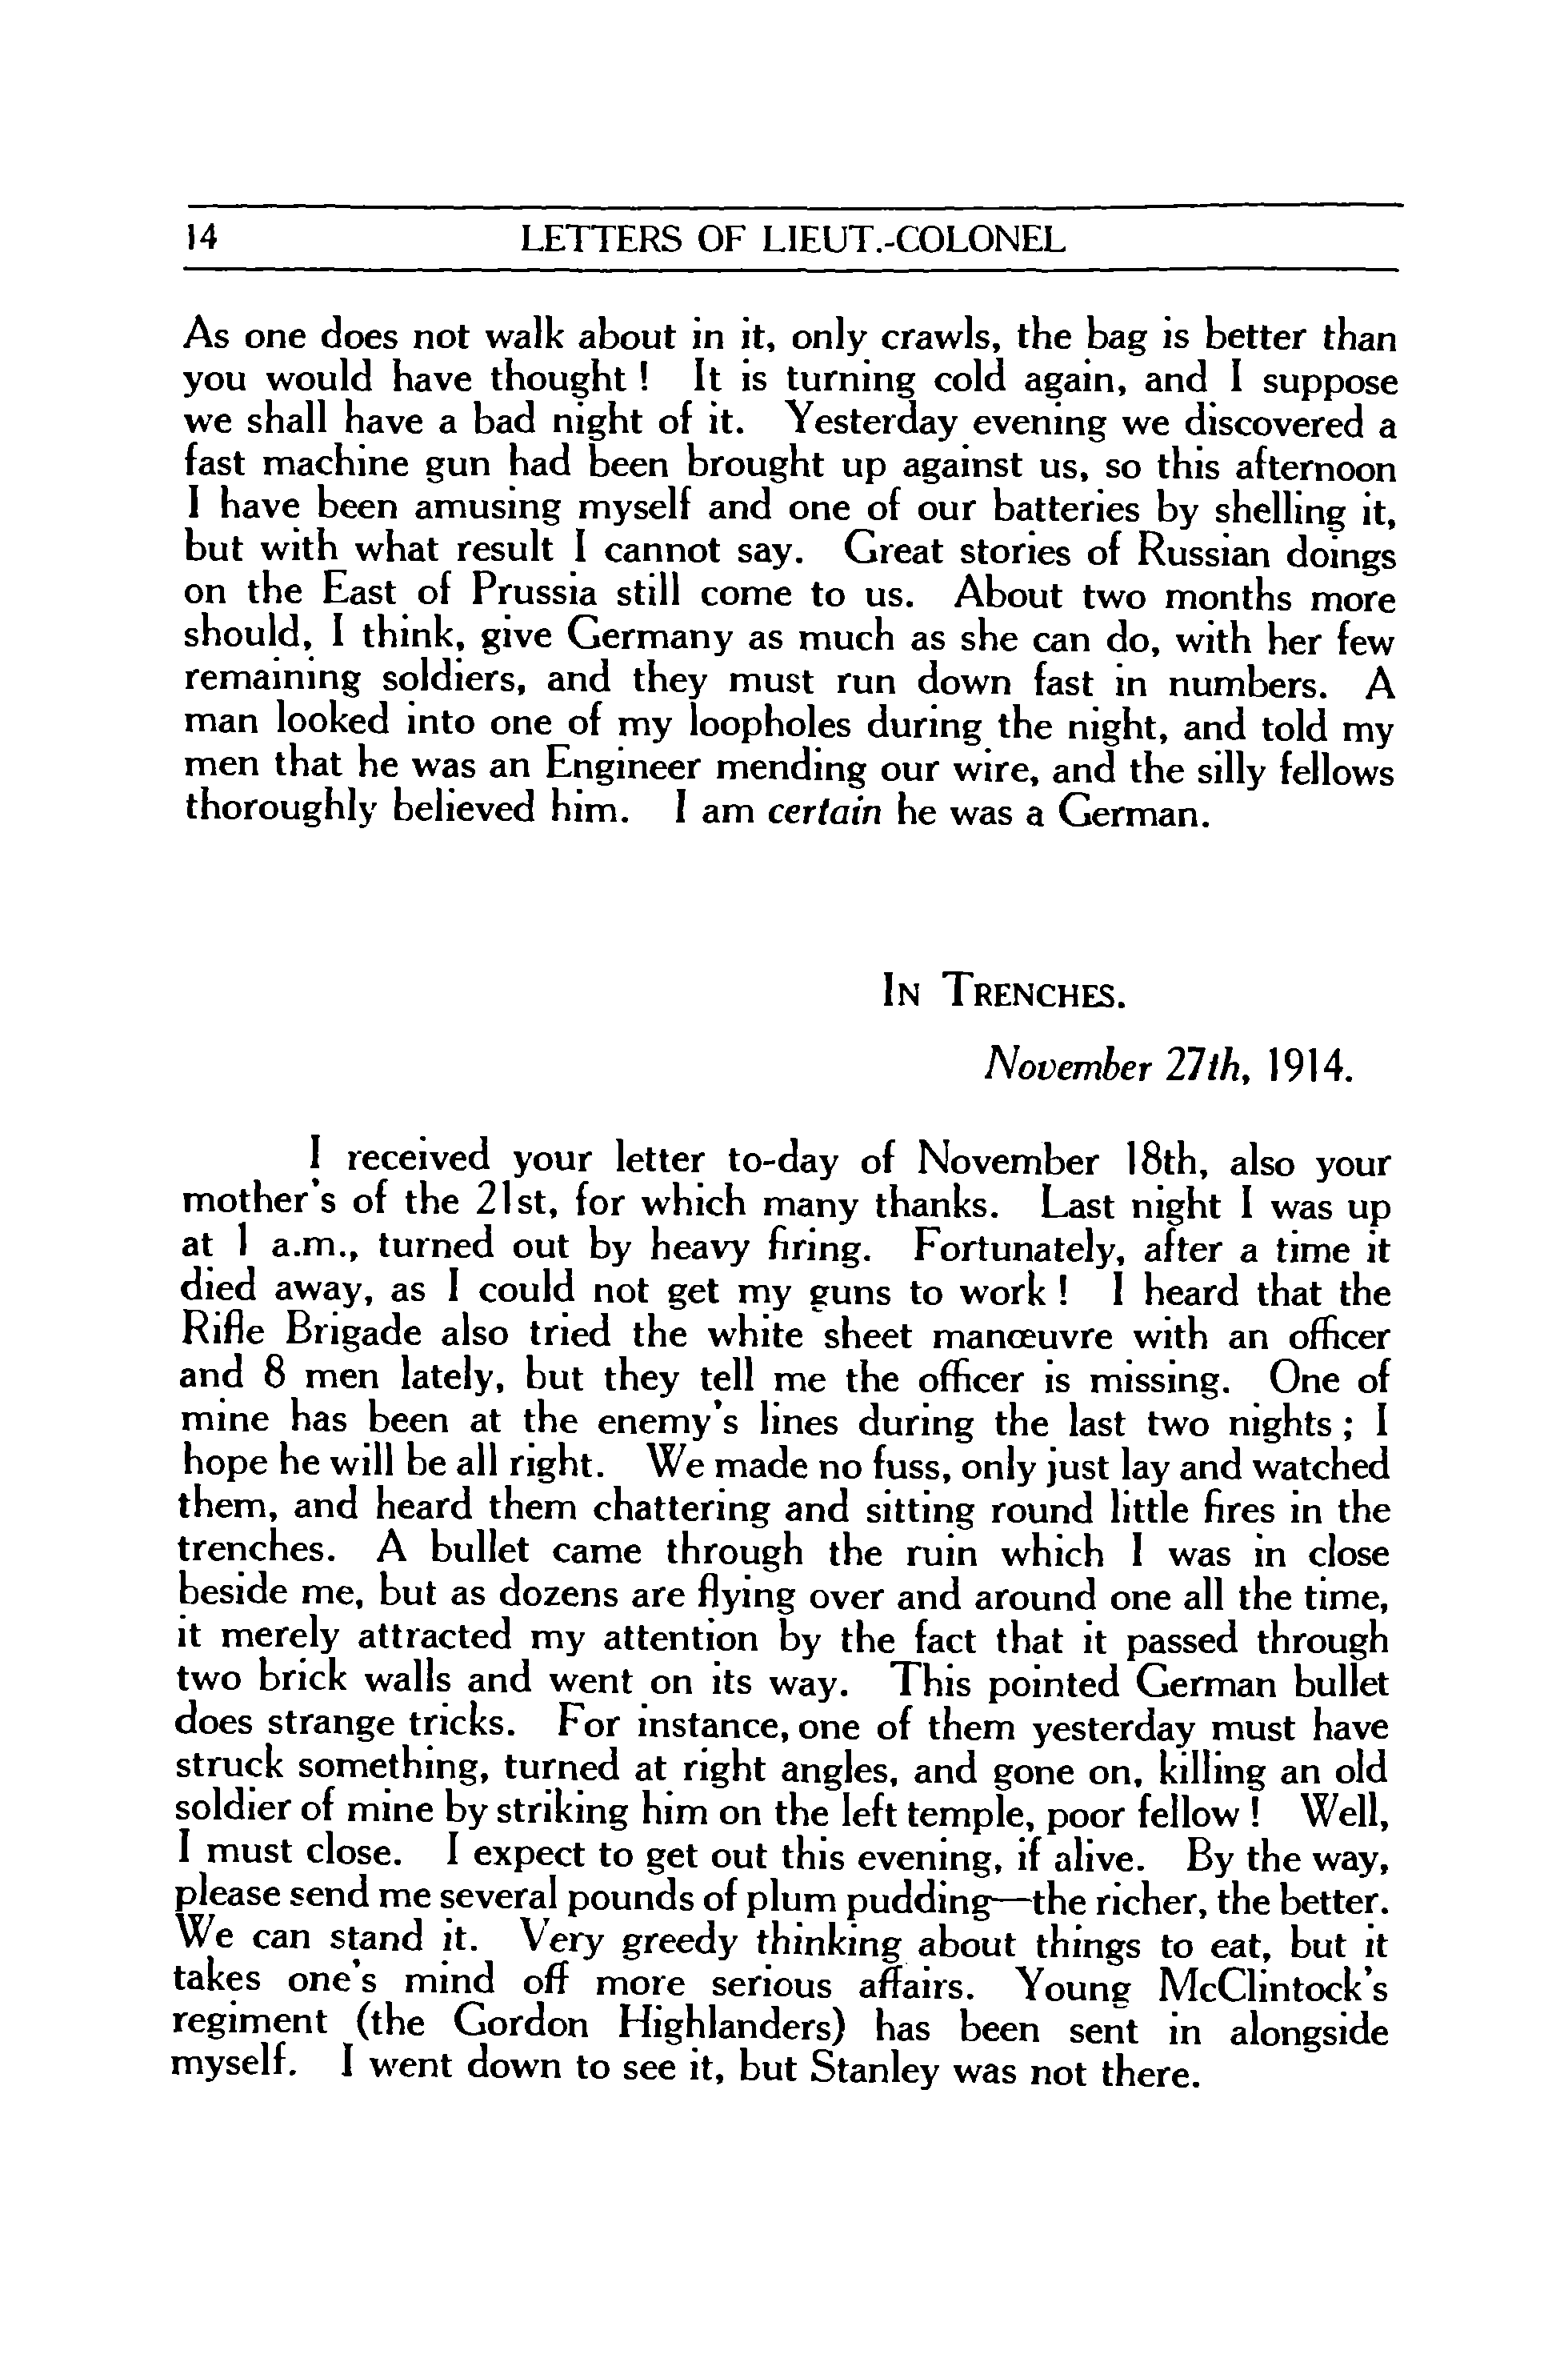 14 LETTERS OF LIEUT.-COLONEL
As one does not walk about in it, only crawls, the bag is better than
you would have thought ! It is turning cold again, and I suppose
we shall have a bad night of it. Yesterday evening we discovered a
fast machine gun had been brought up against us, so this afternoon
I have been amusing myself and one of our batteries by shelling it,
but with what result I cannot say. Great stories of Russian doings
on the East of Prussia still come to us. About two months more
should, I think, give Germany as much as she can do, with her few
remaining soldiers, and they must run down fast in numbers. A
man looked into one of my loopholes during the night, and told my
men that he was an Engineer mending our wire, and the silly fellows
thoroughly believed him. I am certain he was a German.
In Trenches.
November 27th, 1914.
I received your letter to-day of November 18th, also your
mother's of the 21st, for which many thanks. Last night I was up
at 1 a.m., turned out by heavy firing. Fortunately, after a time it
died away, as I could not get my guns to work ! I heard that the
Rifle Brigade also tried the white sheet manœuvre with an officer
and 8 men lately, but they tell me the officer is missing. One of
mine has been at the enemy's lines during the last two nights ; I
hope he will be all right. We made no fuss, only just lay and watched
them, and heard them chattering and sitting round little fires in the
trenches. A bullet came through the ruin which I was in close
beside me, but as dozens are flying over and around one all the time,
it merely attracted my attention by the fact that it passed through
two brick walls and went on its way. This pointed German bullet
does strange tricks. For instance, one of them yesterday must have
struck something, turned at right angles, and gone on, killing an old
soldier of mine by striking him on the left temple, poor fellow ! Well,
I must close. I expect to get out this evening, if alive. By the way,
please send me several pounds of plum pudding—the richer, the better.
We can stand it. Very greedy thinking about things to eat, but it
takes one's mind off more serious affairs. Young McClintock's
regiment (the Gordon Highlanders) has been sent in alongside
myself. I went down to see it, but Stanley was not there.